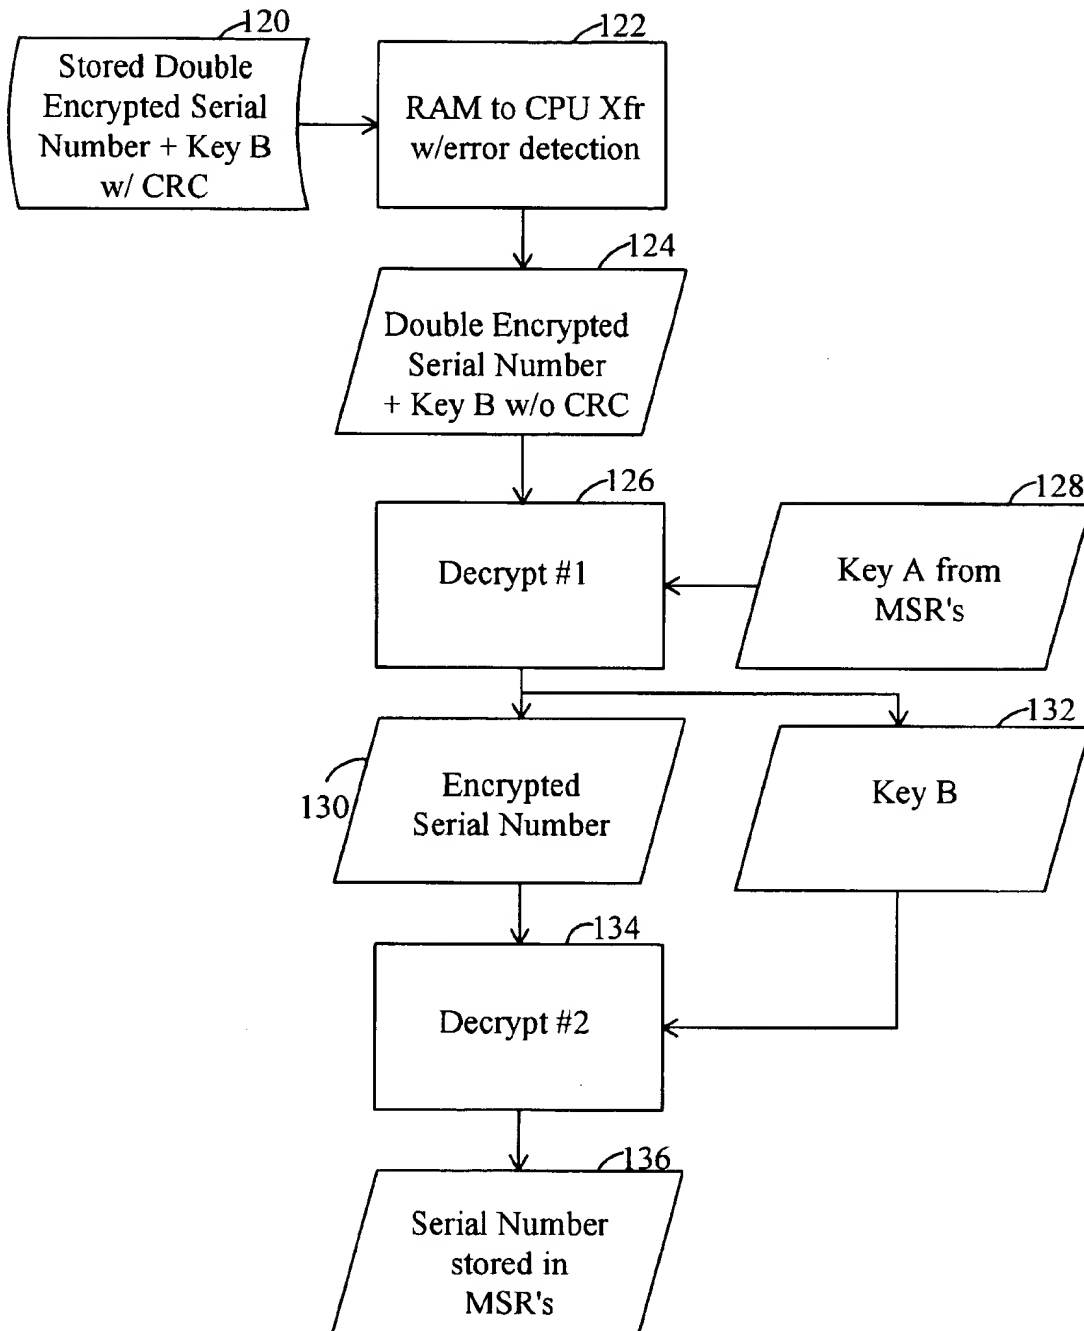 120
Stored Double
Encrypted Serial
Number + Key B
w/ CRC
122
RAM to CPU Xfr
w/error detection
124
Double Encrypted
Serial Number
+ Key B w/o CRC
126
Decrypt #1
128
Key A from
MSR's
130
Encrypted
Serial Number
132
Key B
134
Decrypt #2
136
Serial Number
stored in
MSR's